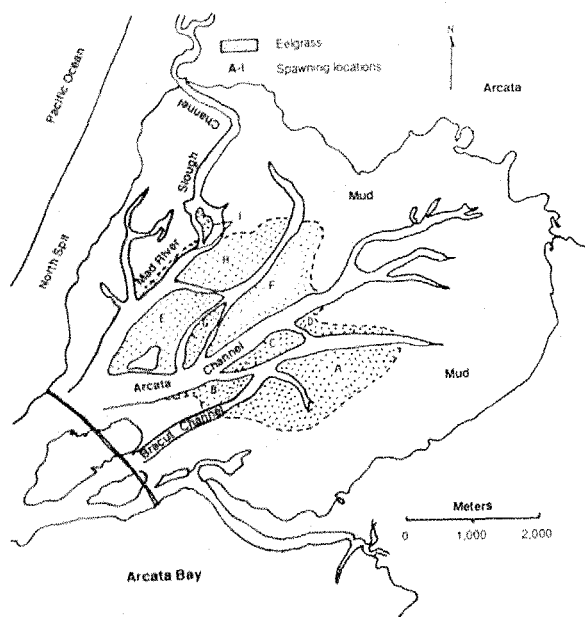 Eelgrass
A-I Spawning locations
N
Pacific Ocean
Arcata
Channel
Slough
Mud
I
North Spit
Mad River
H
F
E
G
D
Channel
C
Arcata
A
Mud
B
Bracut Channel
Meters
0 1,000 2,000
Arcata Bay